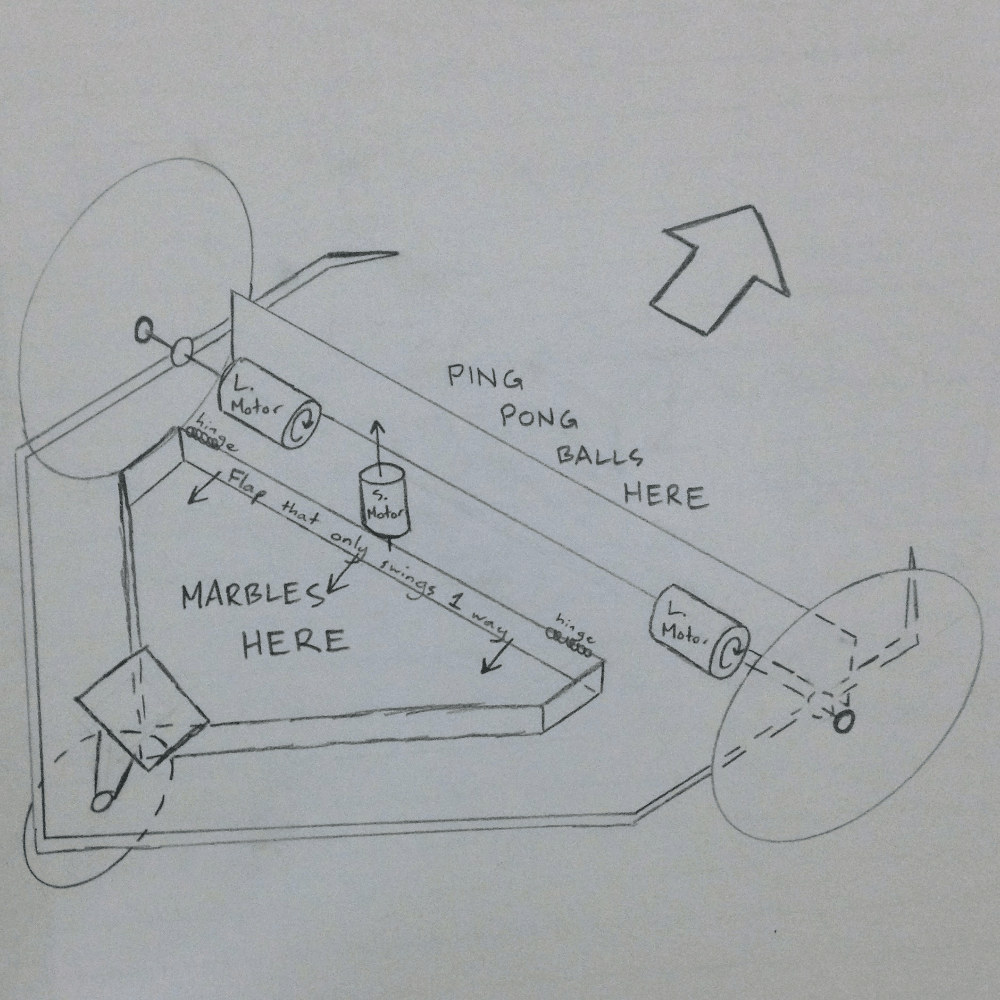 PING
PONG
BALLS
HERE
L.
Motor
hinge
S.
Motor
Flap that only swings 1 way
MARBLES
HERE
hinge
L.
Motor